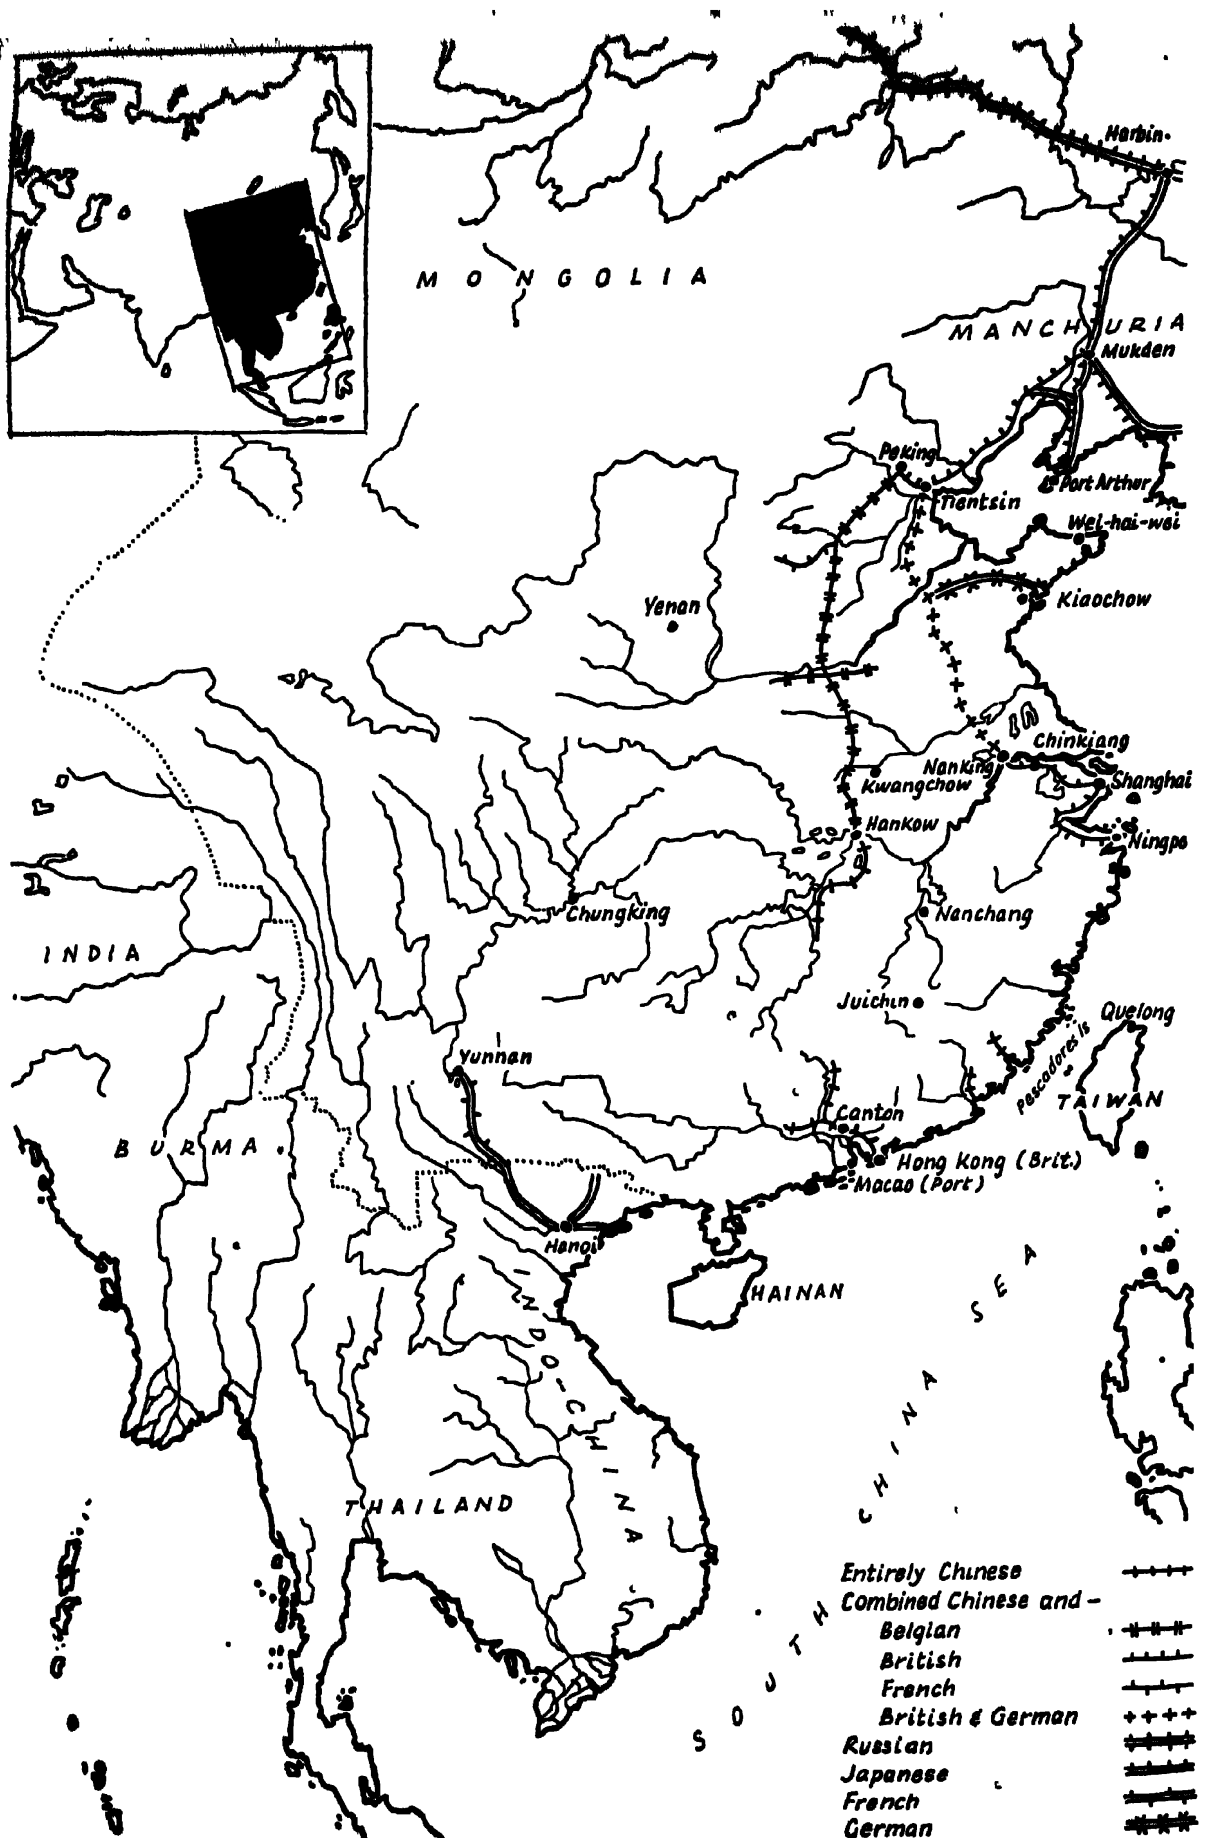 Harbin.
MONGOLIA
MANCHURIA
Mukden
Peking
Tientsin
Port Arthur
Wei-hai-wei
Yenan
Kiaochow
Chinkiang
Nanking
Kwangchow
Shanghai
Hankow
Ningpo
Chungking
Nanchang
INDIA
Juichin
Quelong
Pescadores Is
Yunnan
TAIWAN
Canton
BURMA
Hong Kong (Brit.)
Macao (Port)
Hanoi
HAINAN
INDO-CHINA
THAILAND
SOUTH CHINA SEA
Entirely Chinese
Combined Chinese and -
Belgian
British
French
British & German
Russian
Japanese
French
German